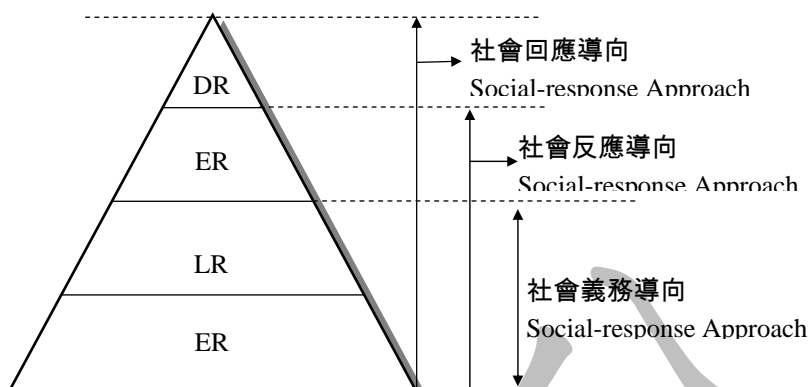 社會回應導向
DR
Social-response Approach
社會反應導向
ER
Social-response Approach
LR
社會義務導向
Social-response Approach
ER